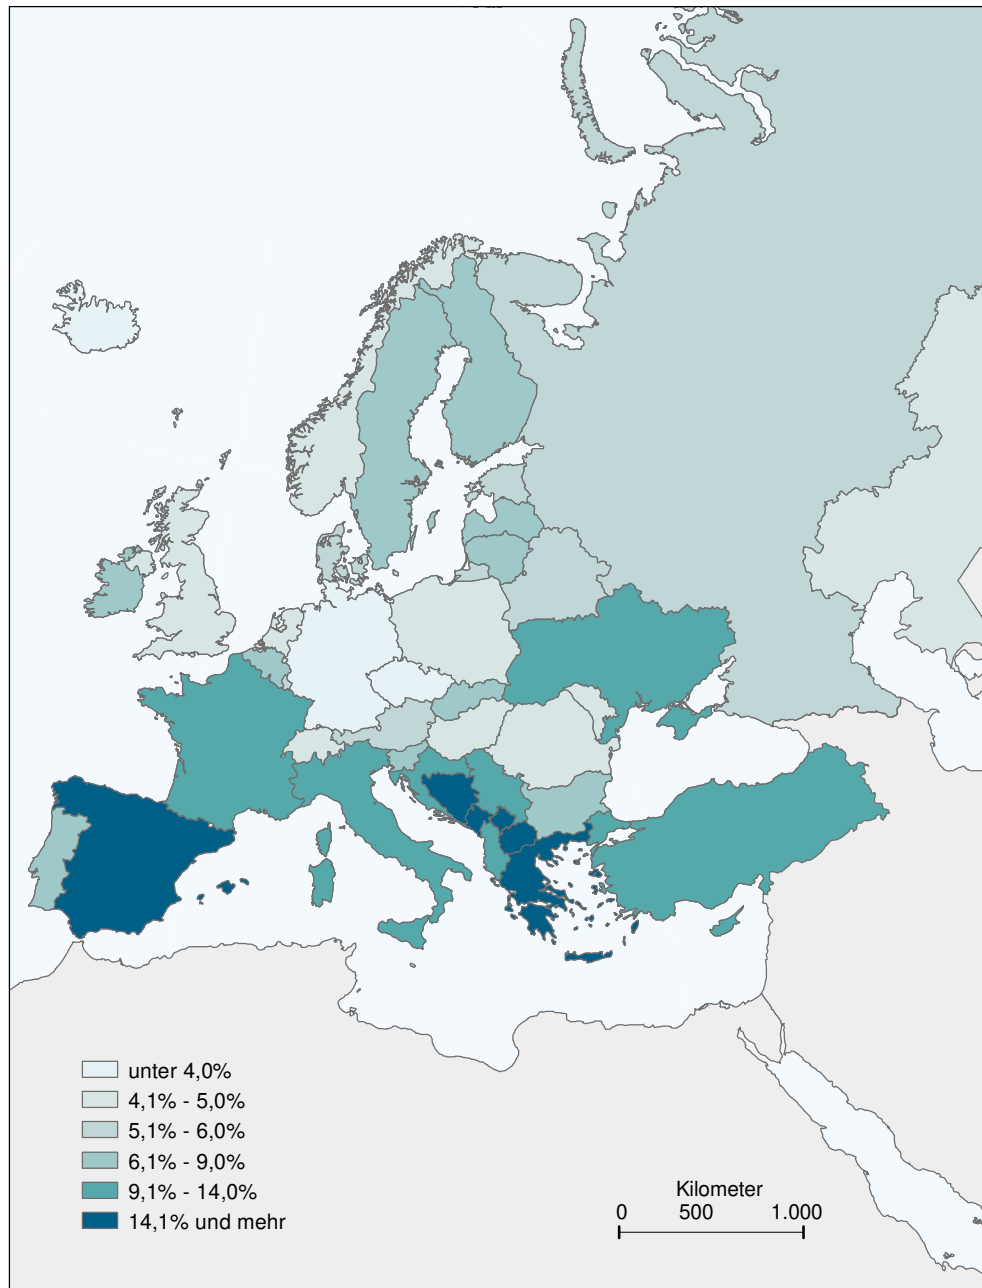 unter 4,0%
4,1% - 5,0%
5,1% - 6,0%
6,1% - 9,0%
9,1% - 14,0%
14,1% und mehr
Kilometer
0 500 1.000